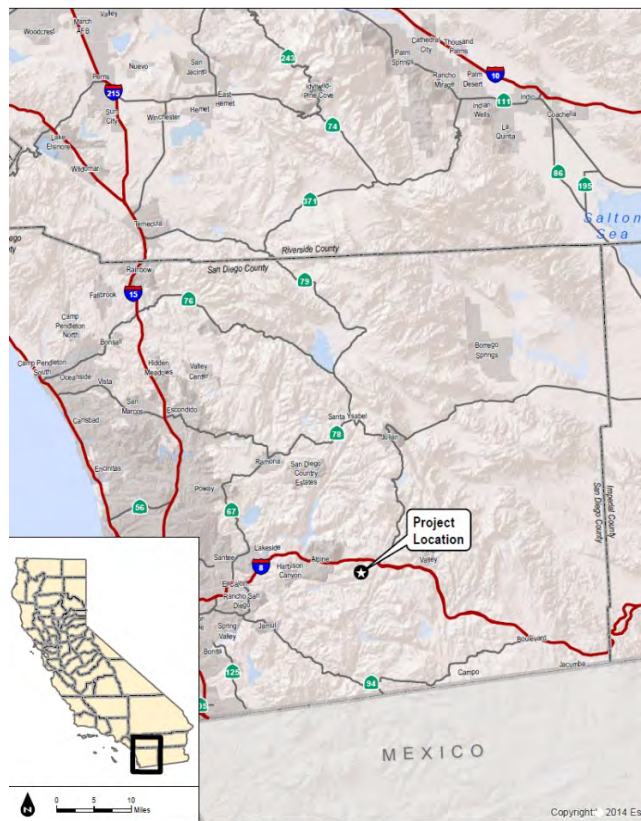 Valley
March
AFB
Woodcrest
Nuevo
San
Jacinto
243
Palm
Springs
Cathedral
City
Thousand
Palms
10
Perris
215
Idyllwild-
Pine Cove
Rancho
Mirage
Palm
Desert
Sun
City
Winchester
Hemet
East
Hemet
111
Indio
Indian
Wells
Coachella
74
La
Quinta
Lake
Elsinore
Wildomar
86
195
371
Salton
Sea
Temecula
Riverside County
San Diego County
Rainbow
79
15
Fallbrook
76
Camp
Pendleton
North
Bonsall
Borrego
Springs
Camp Pendleton
South
Oceanside
Hidden
Meadows
Valley
Center
Vista
San
Marcos
Escondido
Carlsbad
Santa Ysabel
78
Julian
Encinitas
Ramona
San Diego
Country
Estates
Poway
56
67
Imperial County
San Diego County
Project
Location
Lakeside
Santee
8
Harbison
Canyon
Alpine
Valley
El Cajon
Rancho San
Diego
Spring
Valley
Jamul
Boulevard
Bonita
125
94
Campo
Jacumba
MEXICO
N
0 5 10
Miles
Copyright: © 2014 Es